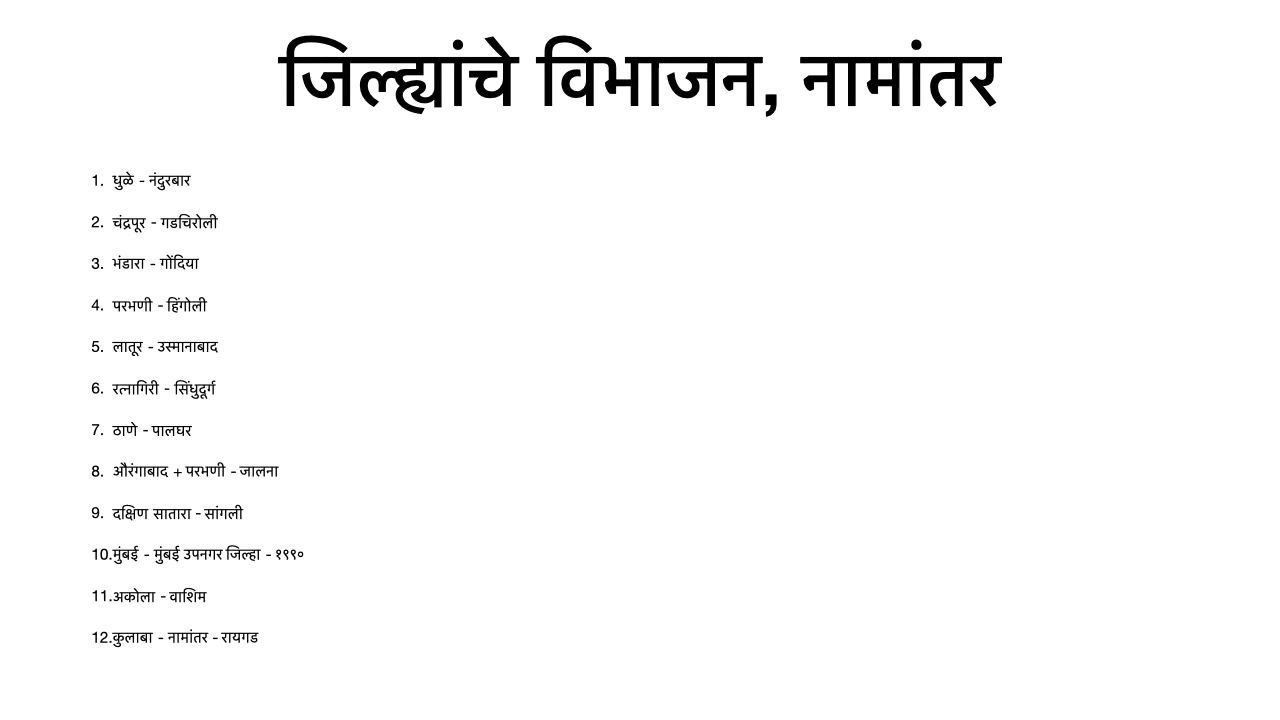 जिल्ह्यांचे विभाजन, नामांतर
1. धुळे - नंदुरबार
2. चंद्रपूर - गडचिरोली
3. भंडारा - गोंदिया
4. परभणी - हिंगोली
5. लातूर - उस्मानाबाद
6. रत्नागिरी - सिंधुदूर्ग
7. ठाणे - पालघर
8. औरंगाबाद + परभणी - जालना
9. दक्षिण सातारा - सांगली
10.मुंबई - मुंबई उपनगर जिल्हा - १९९०
11.अकोला - वाशिम
12.कुलाबा - नामांतर - रायगड